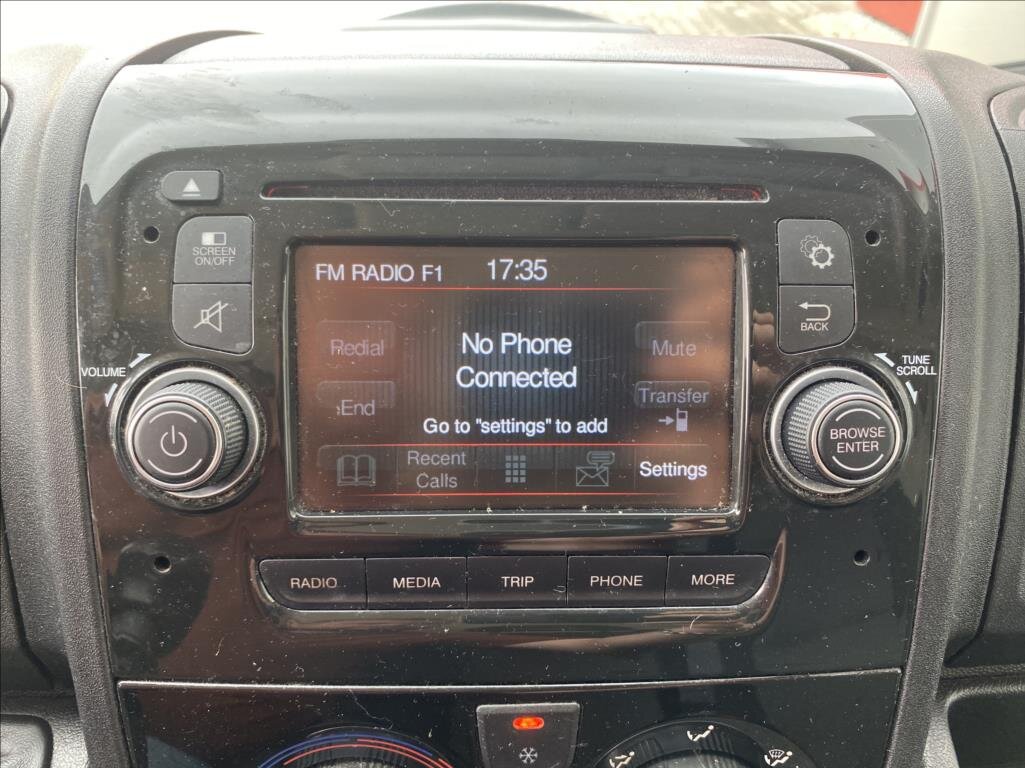 SCREEN
ON/OFF
FM RADIO F1 17:35
BACK
VOLUME
TUNE
SCROLL
Redial
No Phone
Connected
Mute
End
Transfer
Go to "settings" to add
BROWSE
ENTER
Recent
Calls
Settings
RADIO MEDIA TRIP PHONE MORE